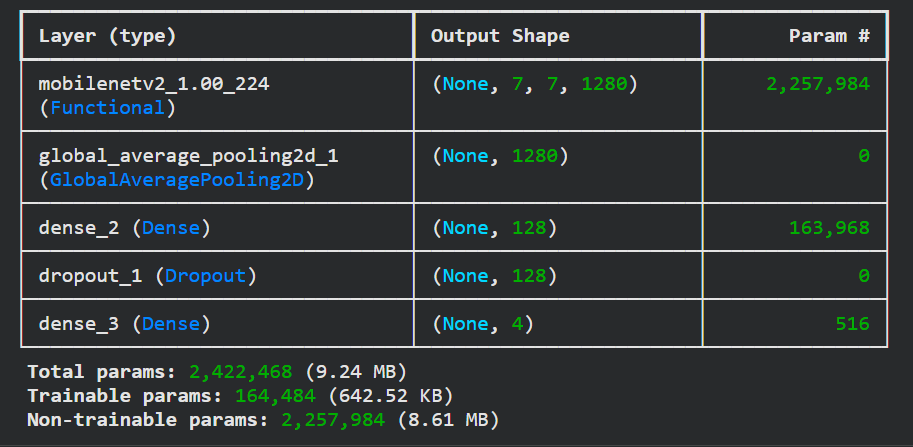 Layer (type) Output Shape Param #
mobilenetv2_1.00_224 (None, 7, 7, 1280) 2,257,984
(Functional)
global_average_pooling2d_1 (None, 1280) 0
(GlobalAveragePooling2D)
dense_2 (Dense) (None, 128) 163,968
dropout_1 (Dropout) (None, 128) 0
dense_3 (Dense) (None, 4) 516
Total params: 2,422,468 (9.24 MB)
Trainable params: 164,484 (642.52 KB)
Non-trainable params: 2,257,984 (8.61 MB)